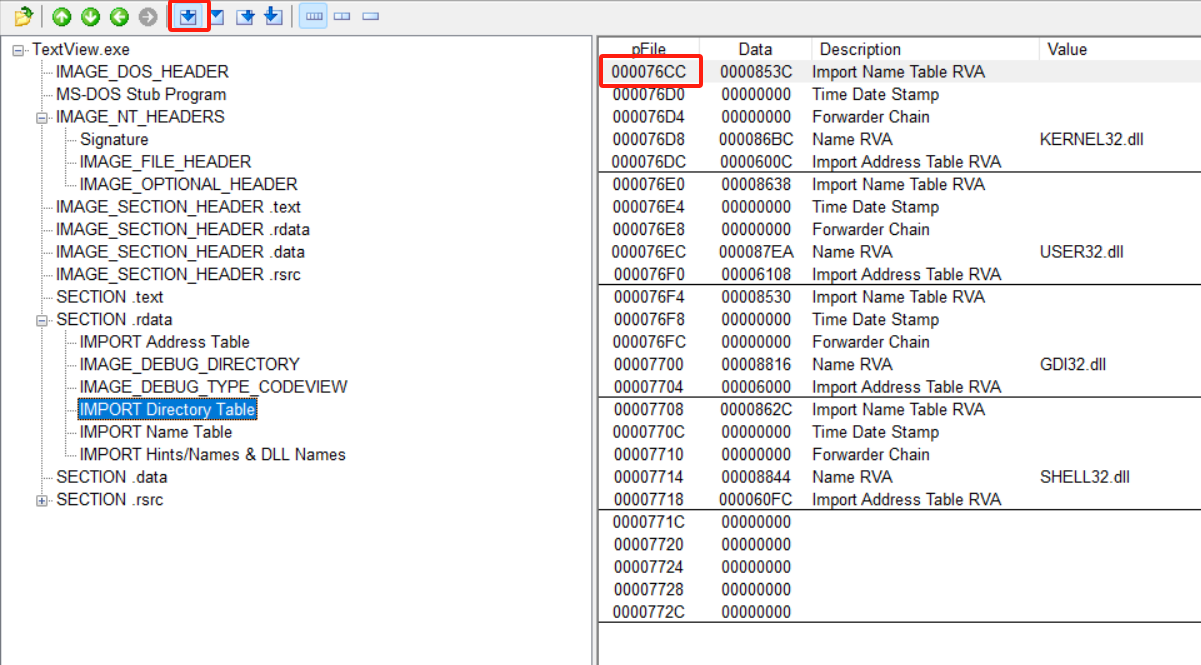 TextView.exe
IMAGE_DOS_HEADER
MS-DOS Stub Program
IMAGE_NT_HEADERS
Signature
IMAGE_FILE_HEADER
IMAGE_OPTIONAL_HEADER
IMAGE_SECTION_HEADER .text
IMAGE_SECTION_HEADER .rdata
IMAGE_SECTION_HEADER .data
IMAGE_SECTION_HEADER .rsrc
SECTION .text
SECTION .rdata
IMPORT Address Table
IMAGE_DEBUG_DIRECTORY
IMAGE_DEBUG_TYPE_CODEVIEW
IMPORT Directory Table
IMPORT Name Table
IMPORT Hints/Names & DLL Names
SECTION .data
SECTION .rsrc
pFile Data Description Value
000076CC 0000853C Import Name Table RVA
000076D0 00000000 Time Date Stamp
000076D4 00000000 Forwarder Chain
000076D8 000086BC Name RVA KERNEL32.dll
000076DC 0000600C Import Address Table RVA
000076E0 00008638 Import Name Table RVA
000076E4 00000000 Time Date Stamp
000076E8 00000000 Forwarder Chain
000076EC 000087EA Name RVA USER32.dll
000076F0 00006108 Import Address Table RVA
000076F4 00008530 Import Name Table RVA
000076F8 00000000 Time Date Stamp
000076FC 00000000 Forwarder Chain
00007700 00008816 Name RVA GDI32.dll
00007704 00006000 Import Address Table RVA
00007708 0000862C Import Name Table RVA
0000770C 00000000 Time Date Stamp
00007710 00000000 Forwarder Chain
00007714 00008844 Name RVA SHELL32.dll
00007718 000060FC Import Address Table RVA
0000771C 00000000
00007720 00000000
00007724 00000000
00007728 00000000
0000772C 00000000